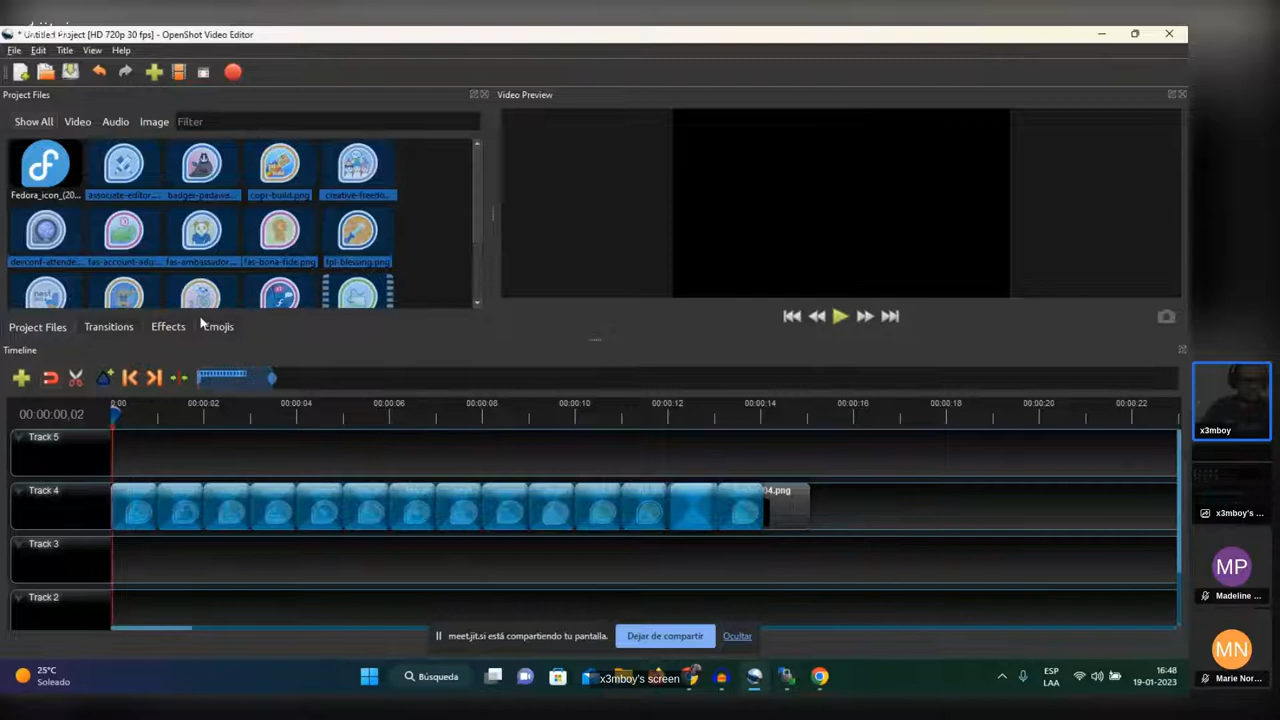 * Untitled Project [HD 720p 30 fps] - OpenShot Video Editor
File Edit Title View Help
Project Files
Video Preview
Show All Video Audio Image Filter
Fedora_icon_(20... associate-editor... badger-padawa... copr-build.png creative-freedo...
devconf-attende... fas-account-adu... fas-ambassador... fas-bona-fide.png fpl-blessing.png
Project Files Transitions Effects Emojis
Timeline
00:00:00,02
0:00 00:00:02 00:00:04 00:00:06 00:00:08 00:00:10 00:00:12 00:00:14 00:00:16 00:00:18 00:00:20 00:00:22
Track 5
Track 4
04.png
Track 3
Track 2
meet.jit.si está compartiendo tu pantalla. Dejar de compartir Ocultar
x3mboy
x3mboy's ...
MP
Madeline ...
MN
Marie Nor...
25°C
Soleado
Búsqueda
x3mboy's screen
ESP
LAA
16:48
19-01-2023